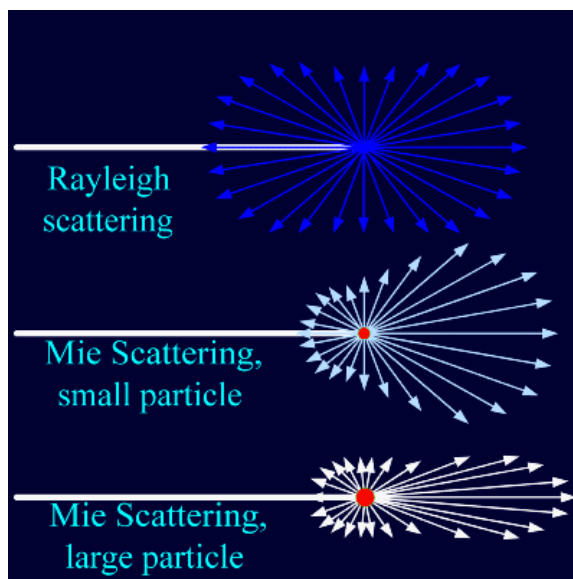 Rayleigh
scattering
Mie Scattering,
small particle
Mie Scattering,
large particle